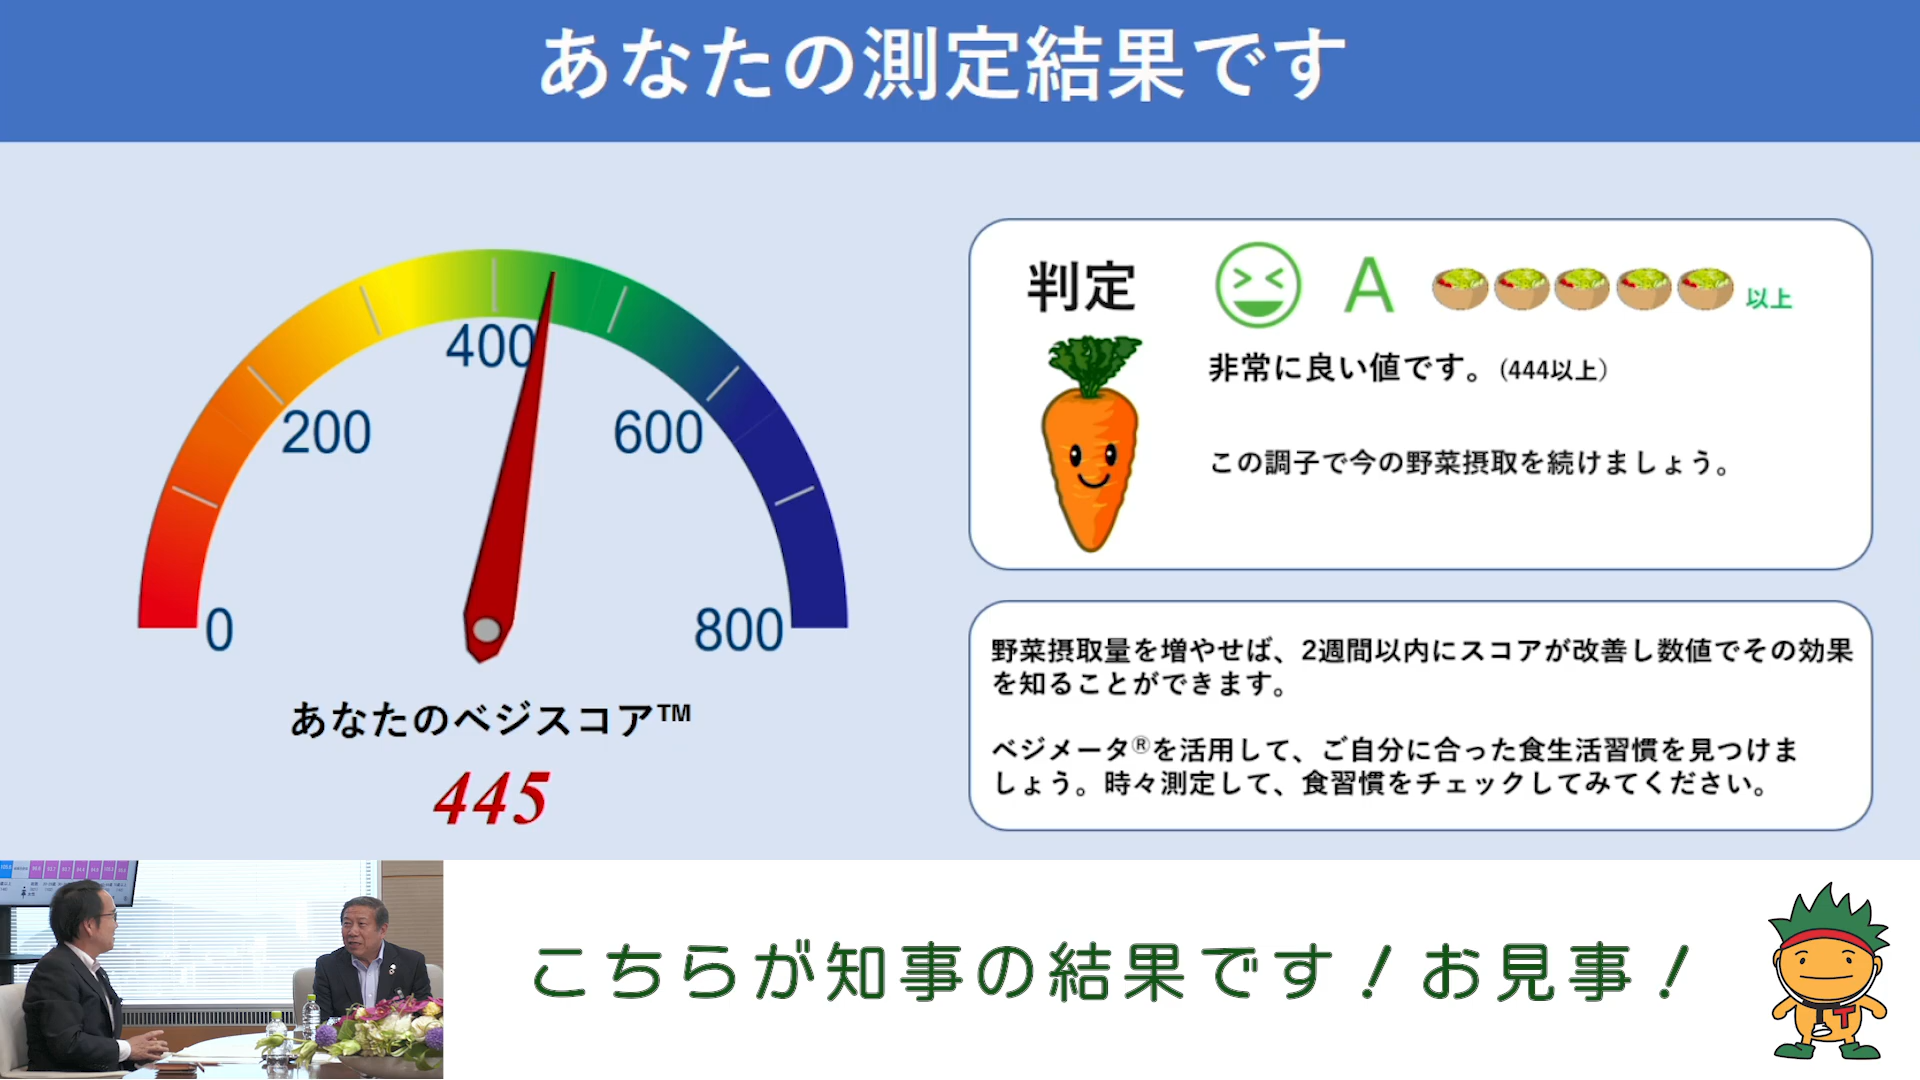 あなたの測定結果です
0
200
400
600
800
あなたのベジスコア™
445
判定
A
以上
非常に良い値です。(444以上)
この調子で今の野菜摂取を続けましょう。
野菜摂取量を増やせば、2週間以内にスコアが改善し数値でその効果
を知ることができます。
ベジメータ®を活用して、ご自分に合った食生活習慣を見つけま
しょう。時々測定して、食習慣をチェックしてみてください。
こちらが知事の結果です！お見事！
T